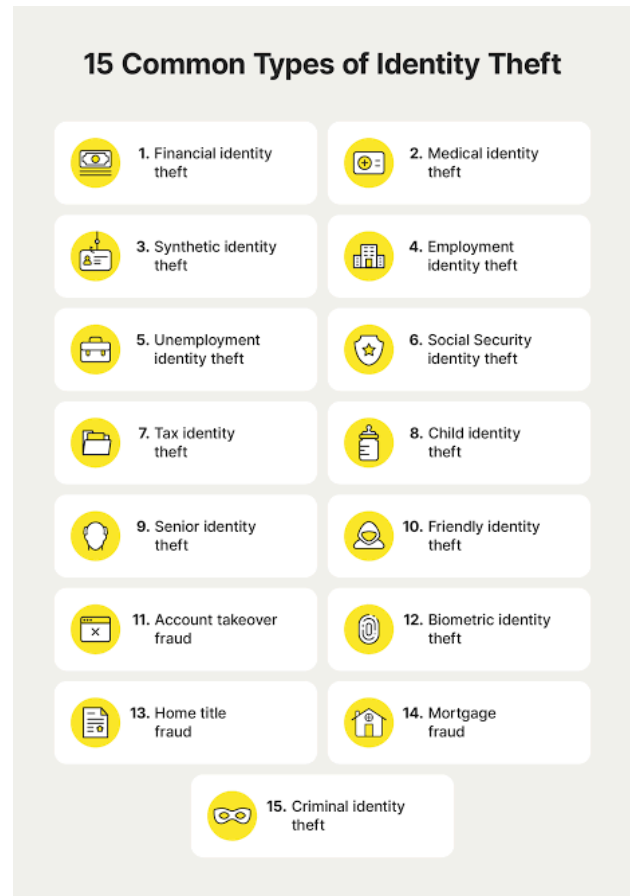 15 Common Types of Identity Theft
1. Financial identity
theft
2. Medical identity
theft
3. Synthetic identity
theft
4. Employment
identity theft
5. Unemployment
identity theft
6. Social Security
identity theft
7. Tax identity
theft
8. Child identity
theft
9. Senior identity
theft
10. Friendly identity
theft
11. Account takeover
fraud
12. Biometric identity
theft
13. Home title
fraud
14. Mortgage
fraud
15. Criminal identity
theft